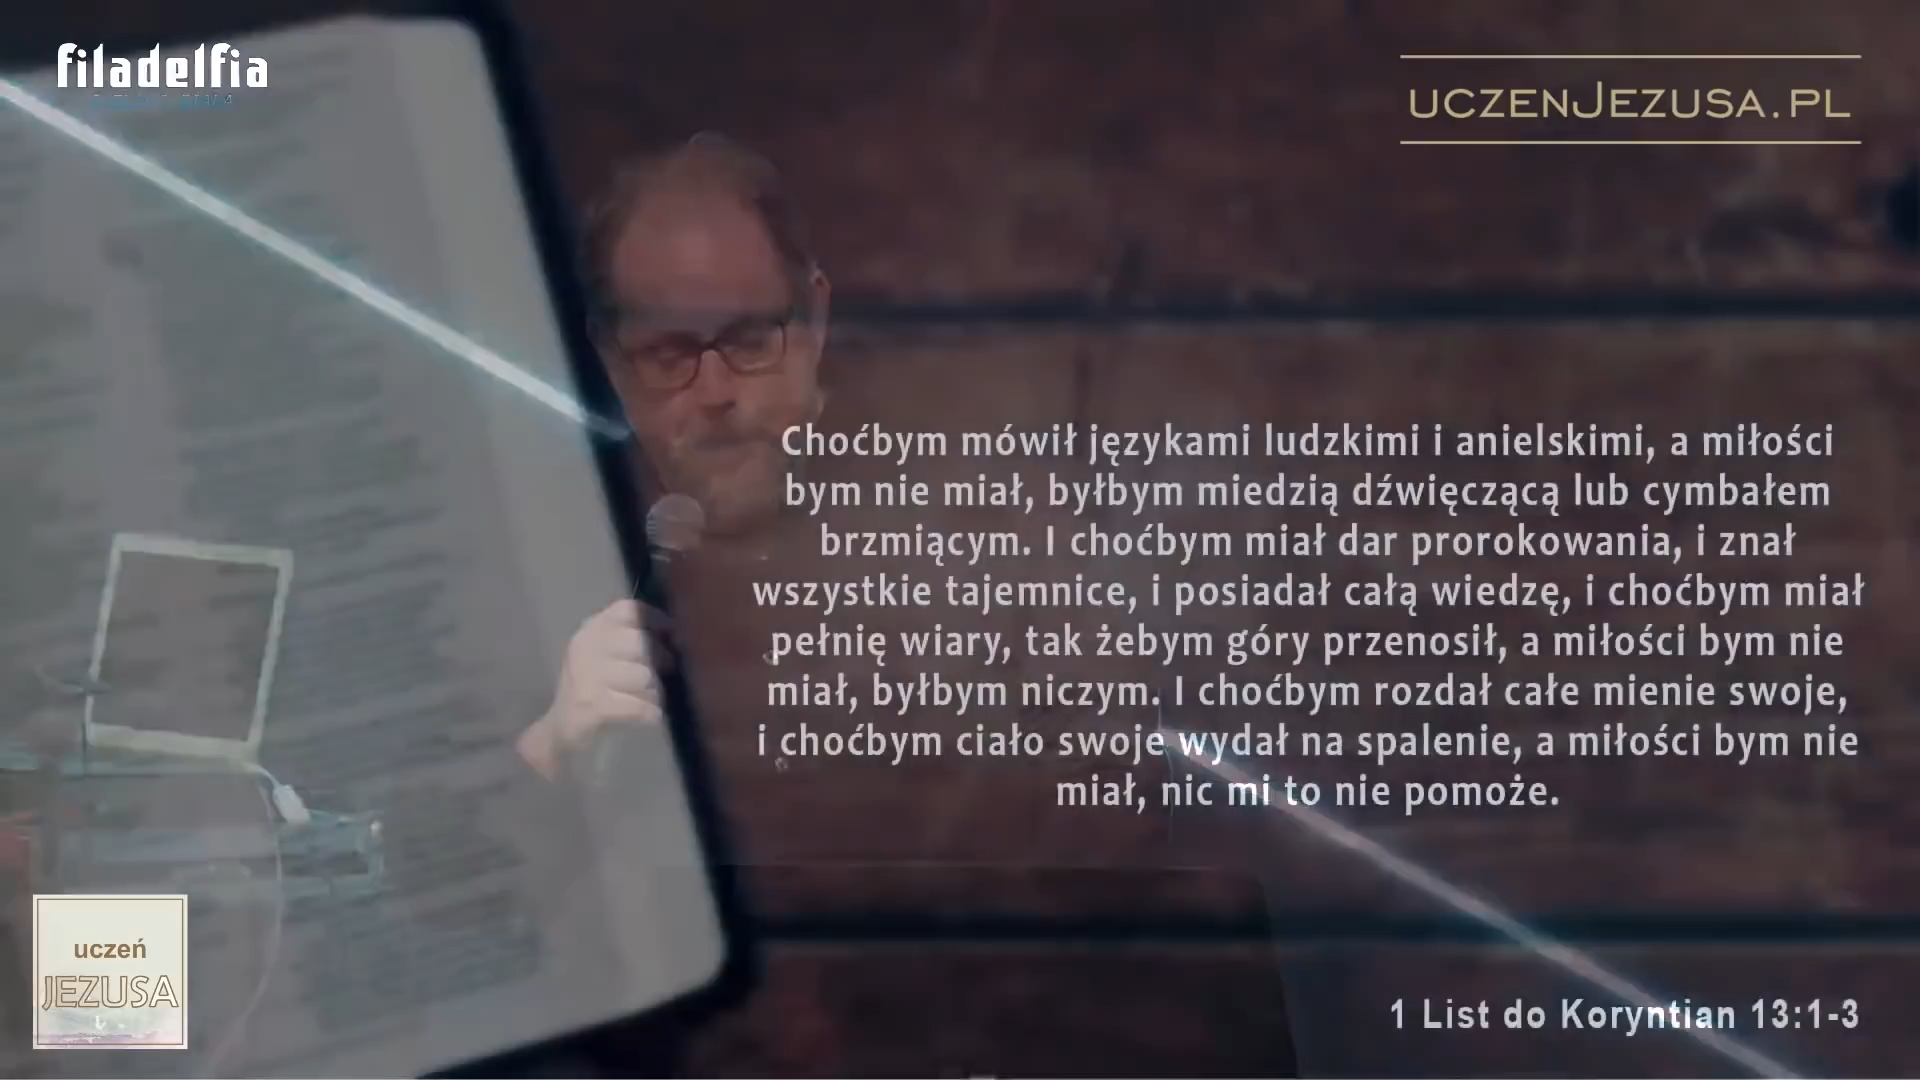 filadelfia
UCZENJEZUSA.PL
Choćbym mówił językami ludzkimi i anielskimi, a miłości
bym nie miał, byłbym miedzią dźwięczącą lub cymbałem
brzmiącym. I choćbym miał dar prorokowania, i znał
wszystkie tajemnice, i posiadał całą wiedzę, i choćbym miał
pełnię wiary, tak żebym góry przenosił, a miłości bym nie
miał, byłbym niczym. I choćbym rozdał całe mienie swoje,
i choćbym ciało swoje wydał na spalenie, a miłości bym nie
miał, nic mi to nie pomoże.
uczeń
JEZUSA
1 List do Koryntian 13:1-3